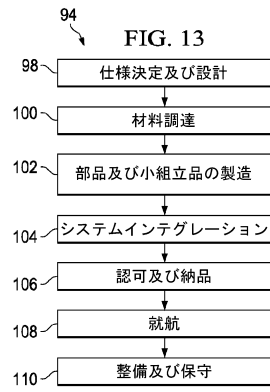 94
FIG. 13
98 仕様決定及び設計
100 材料調達
102 部品及び小組立品の製造
104 システムインテグレーション
106 認可及び納品
108 就航
110 整備及び保守